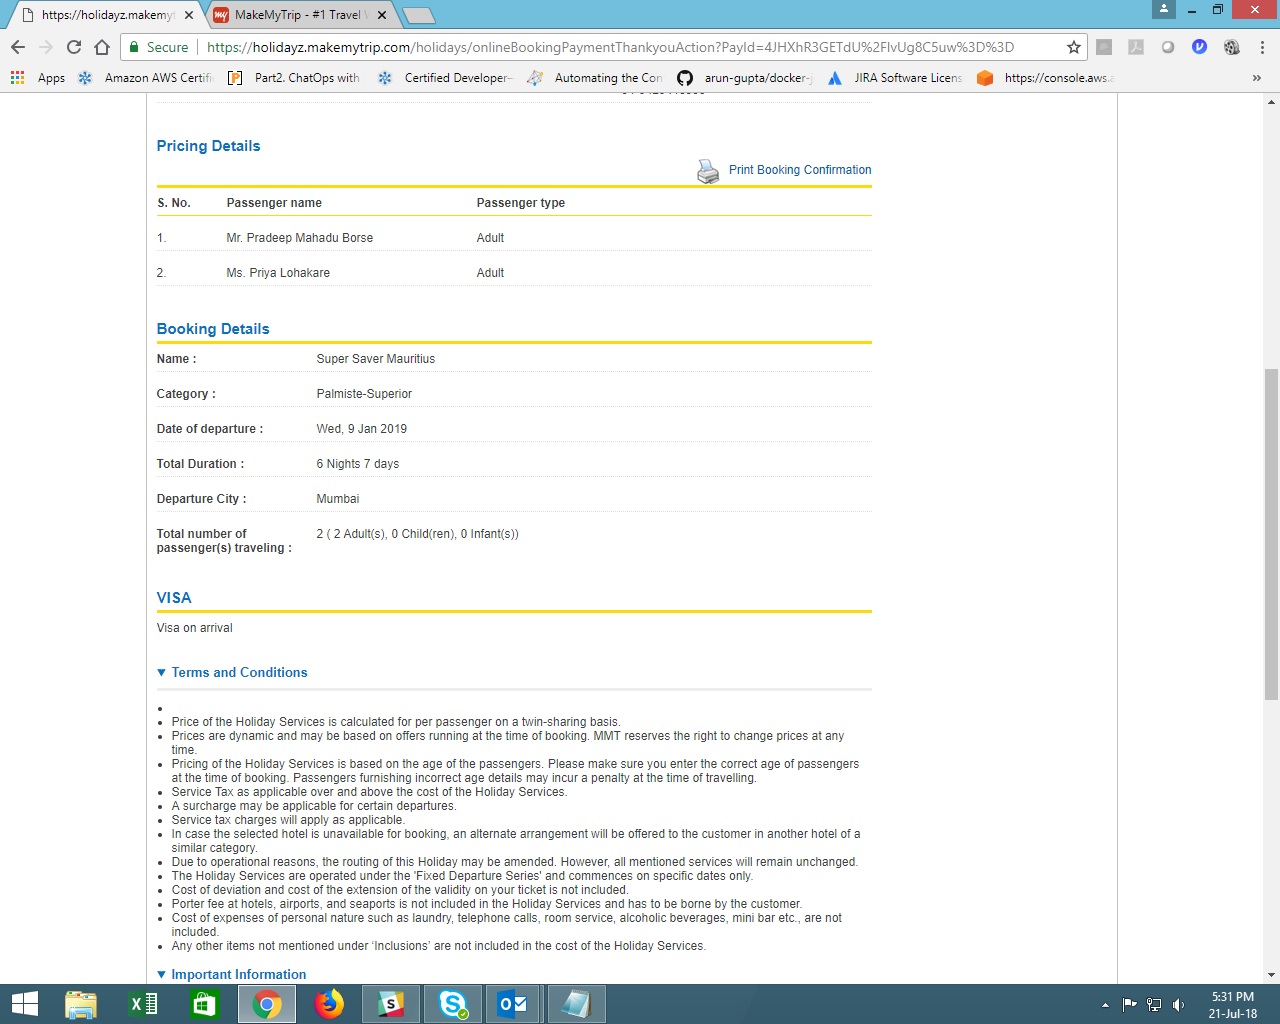 https://holidayz.makemyt
MakeMyTrip - #1 Travel W
Secure
https://holidayz.makemytrip.com/holidays/onlineBookingPaymentThankyouAction?PayId=4JHXhR3GETdU%2FlvUg8C5uw%3D%3D
Apps
Amazon AWS Certifi
Part2. ChatOps with
Certified Developer-
Automating the Con
arun-gupta/docker-
JIRA Software Licens
https://console.aws.
»
Pricing Details
Print Booking Confirmation
S. No. Passenger name Passenger type
1. Mr. Pradeep Mahadu Borse Adult
2. Ms. Priya Lohakare Adult
Booking Details
Name : Super Saver Mauritius
Category : Palmiste-Superior
Date of departure : Wed, 9 Jan 2019
Total Duration : 6 Nights 7 days
Departure City : Mumbai
Total number of 2 ( 2 Adult(s), 0 Child(ren), 0 Infant(s))
passenger(s) traveling :
VISA
Visa on arrival
▼ Terms and Conditions
•
• Price of the Holiday Services is calculated for per passenger on a twin-sharing basis.
• Prices are dynamic and may be based on offers running at the time of booking. MMT reserves the right to change prices at any
time.
• Pricing of the Holiday Services is based on the age of the passengers. Please make sure you enter the correct age of passengers
at the time of booking. Passengers furnishing incorrect age details may incur a penalty at the time of travelling.
• Service Tax as applicable over and above the cost of the Holiday Services.
• A surcharge may be applicable for certain departures.
• Service tax charges will apply as applicable.
• In case the selected hotel is unavailable for booking, an alternate arrangement will be offered to the customer in another hotel of a
similar category.
• Due to operational reasons, the routing of this Holiday may be amended. However, all mentioned services will remain unchanged.
• The Holiday Services are operated under the 'Fixed Departure Series' and commences on specific dates only.
• Cost of deviation and cost of the extension of the validity on your ticket is not included.
• Porter fee at hotels, airports, and seaports is not included in the Holiday Services and has to be borne by the customer.
• Cost of expenses of personal nature such as laundry, telephone calls, room service, alcoholic beverages, mini bar etc., are not
included.
• Any other items not mentioned under ‘Inclusions’ are not included in the cost of the Holiday Services.
▼ Important Information
5:31 PM
21-Jul-18